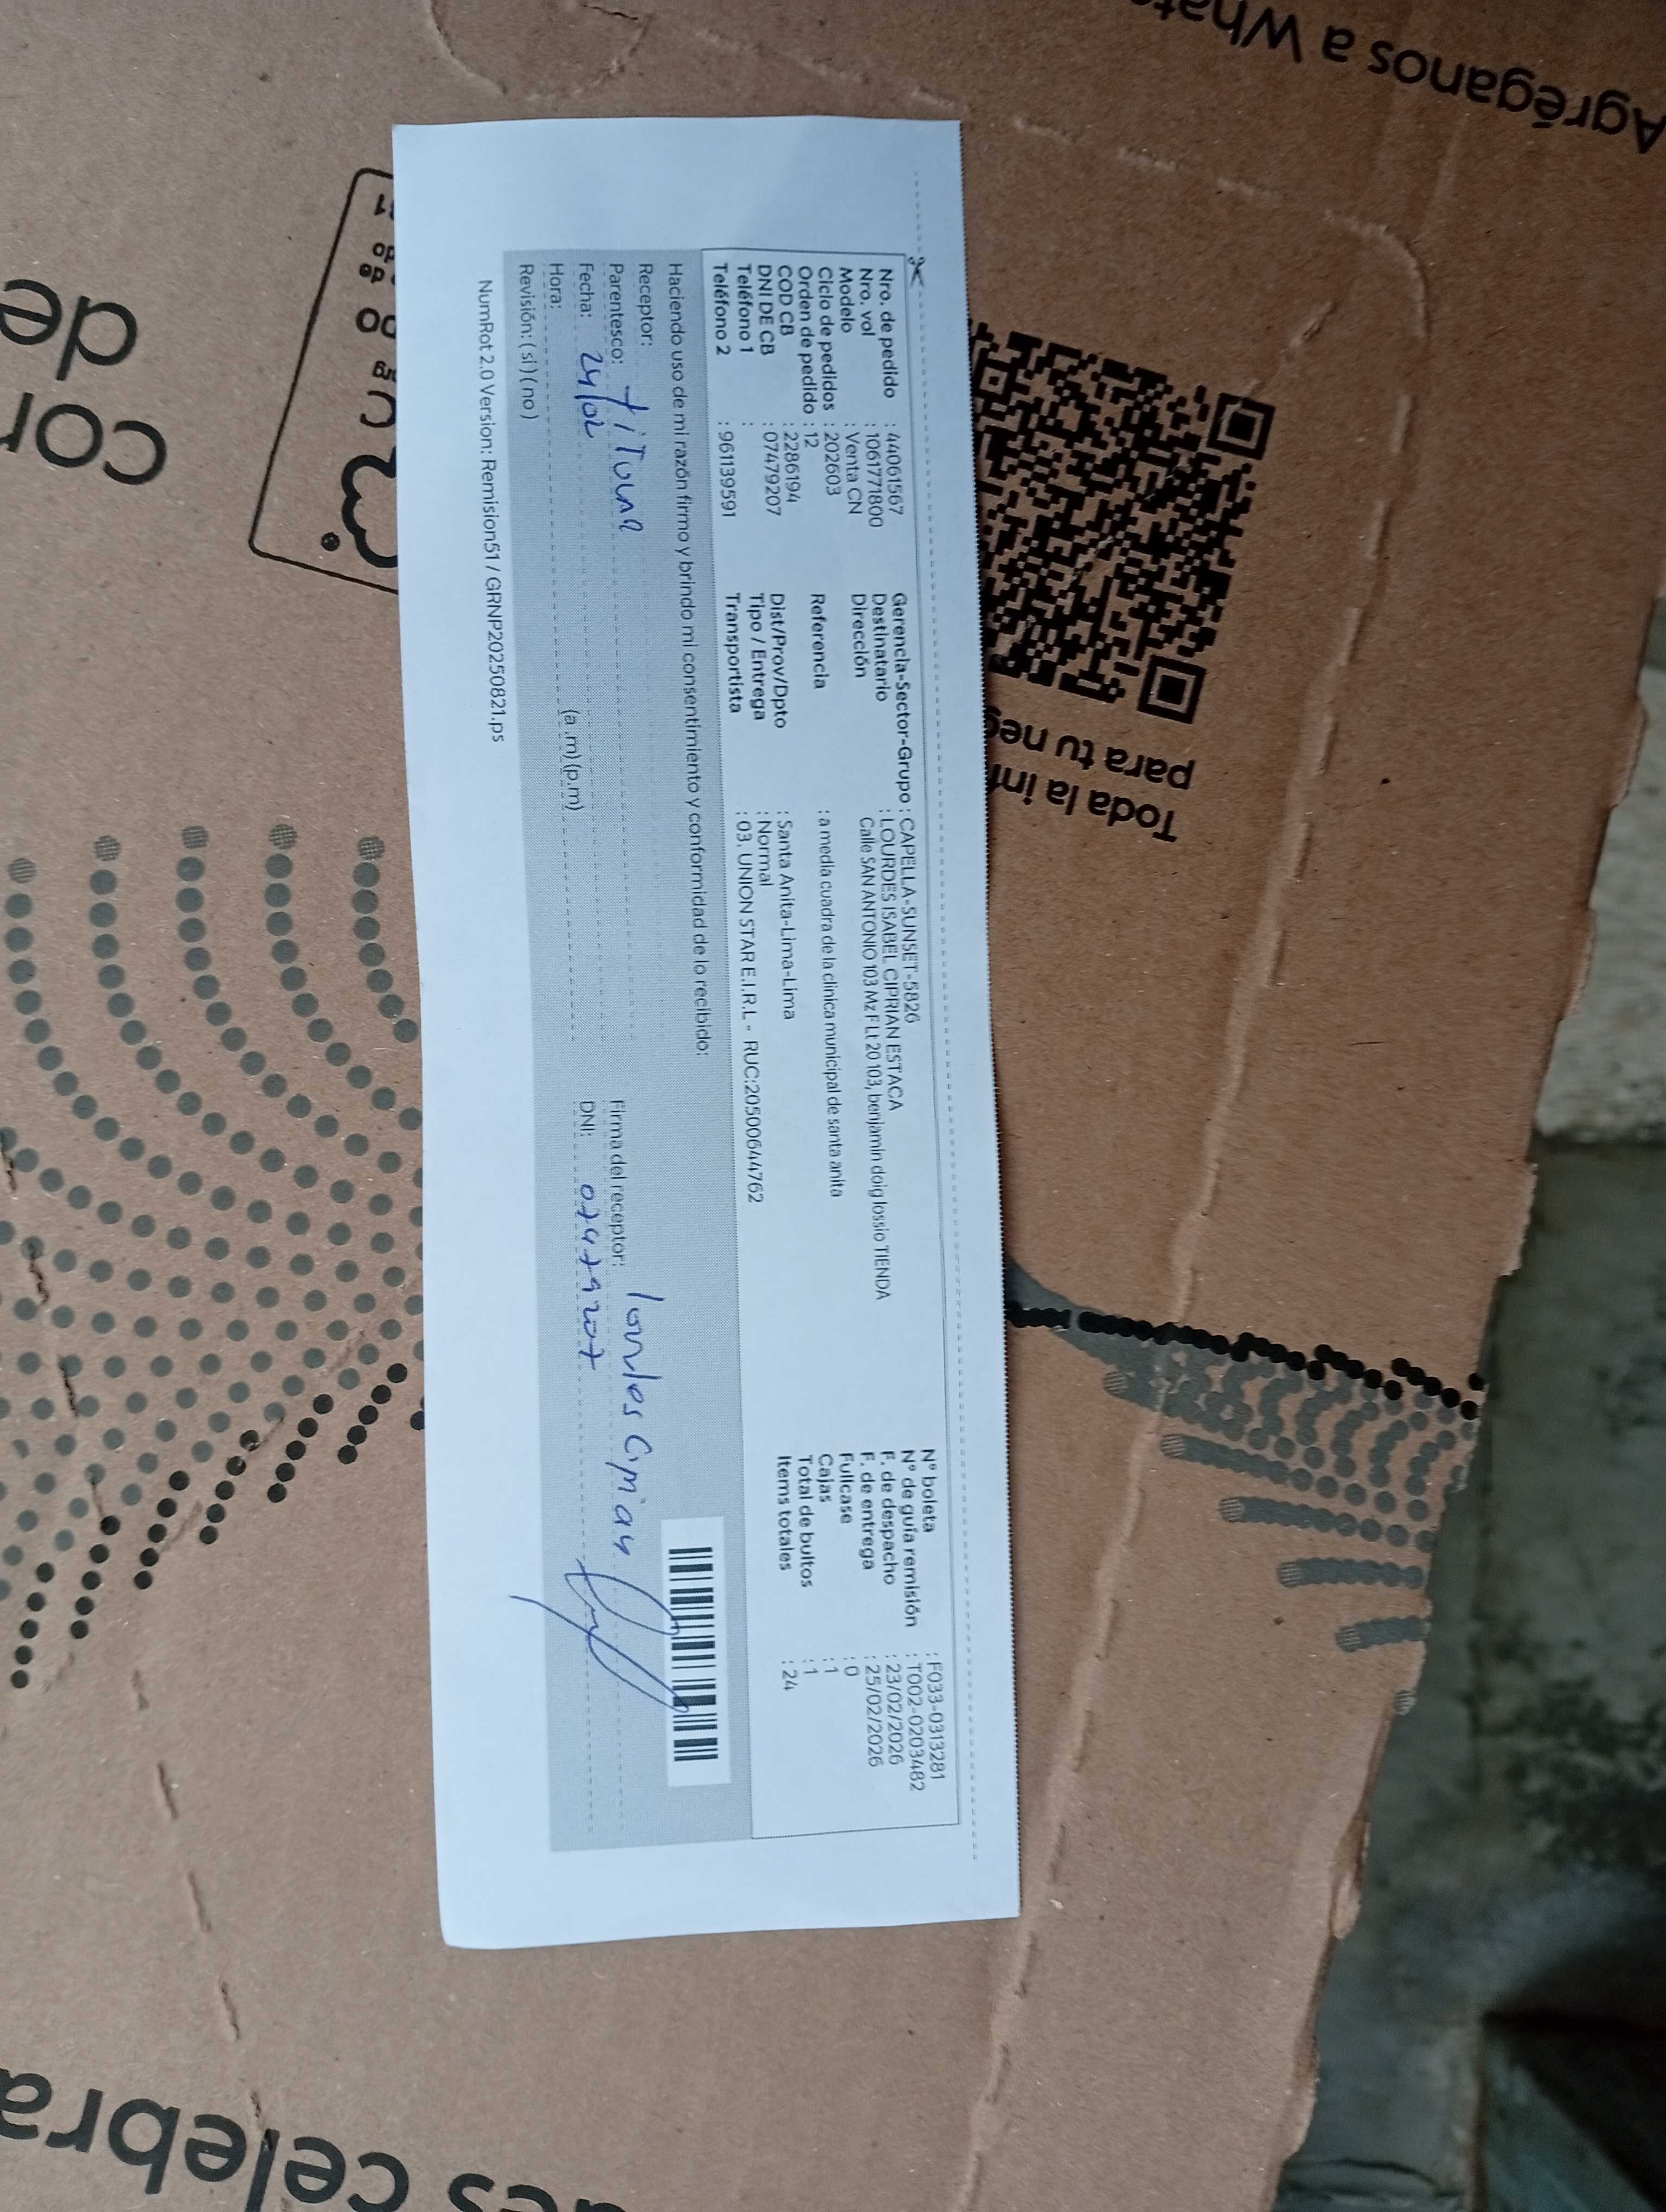 Agréganos a What
Toda la inf
para tu neg
Nro. de pedido : 44061567
Nro. vol : 1061771800
Modelo : Venta CN
Ciclo de pedidos : 202603
Orden de pedido : 12
COD CB : 2286194
DNI DE CB : 07479207
Teléfono 1 :
Teléfono 2 : 961139591
Gerencia-Sector-Grupo : CAPELLA-SUNSET-5826
Destinatario : LOURDES ISABEL CIPRIAN ESTACA
Dirección : Calle SAN ANTONIO 103 Mz F Lt 20 103, benjamin doig lossio TIENDA
Referencia : a media cuadra de la clinica municipal de santa anita
Dist/Prov/Dpto : Santa Anita-Lima-Lima
Tipo / Entrega : Normal
Transportista : 03. UNION STAR E.I.R.L - RUC:20500644762
N° boleta : F033-0313281
N° de guía remisión : T002-0203482
F. de despacho : 23/02/2026
F. de entrega : 25/02/2026
Fullcase : 0
Cajas : 1
Total de bultos : 1
Items totales : 24
Haciendo uso de mi razón firmo y brindo mi consentimiento y conformidad de lo recibido:
Receptor:
Parentesco: Titular
Firma del receptor: lourdes Ciprian
Fecha: 24/02
DNI: 07479207
Hora: (a.m) (p.m)
Revisión: ( si ) ( no )
NumRot 2.0 Version: Remision51 / GRNP20250821.ps
de
cor
es celebra